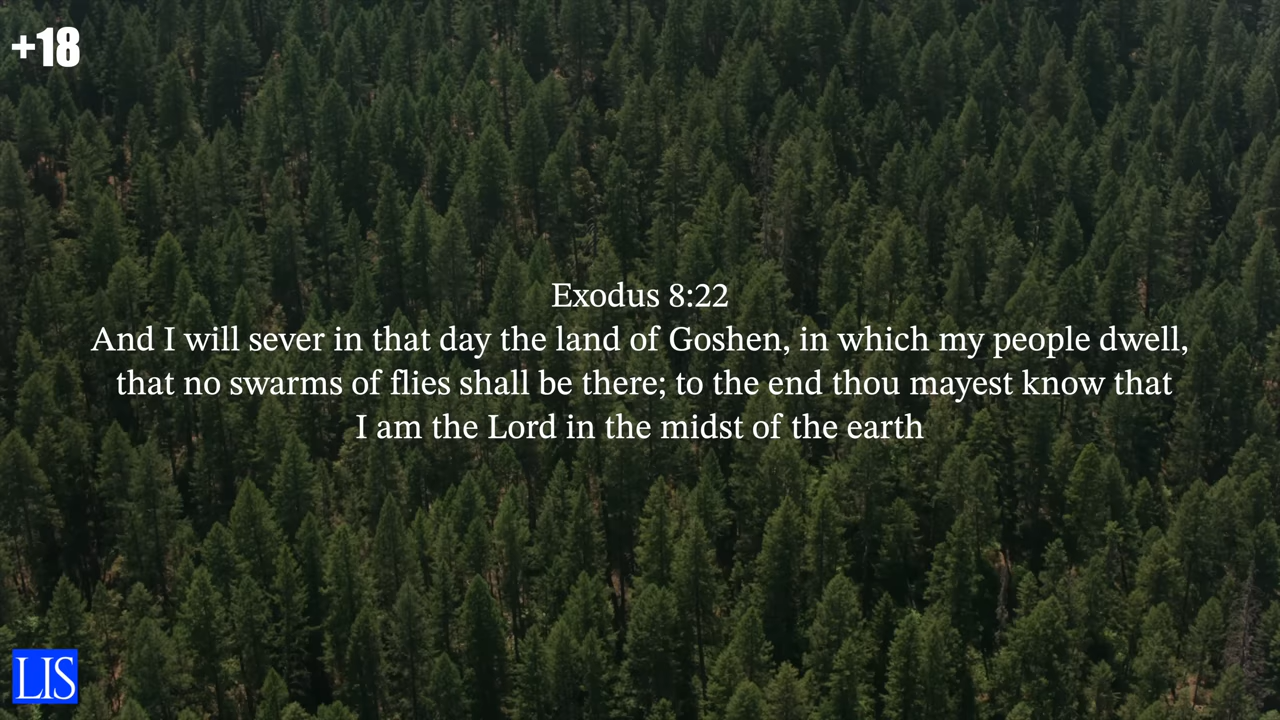 +18
Exodus 8:22
And I will sever in that day the land of Goshen, in which my people dwell,
that no swarms of flies shall be there; to the end thou mayest know that
I am the Lord in the midst of the earth
LIS